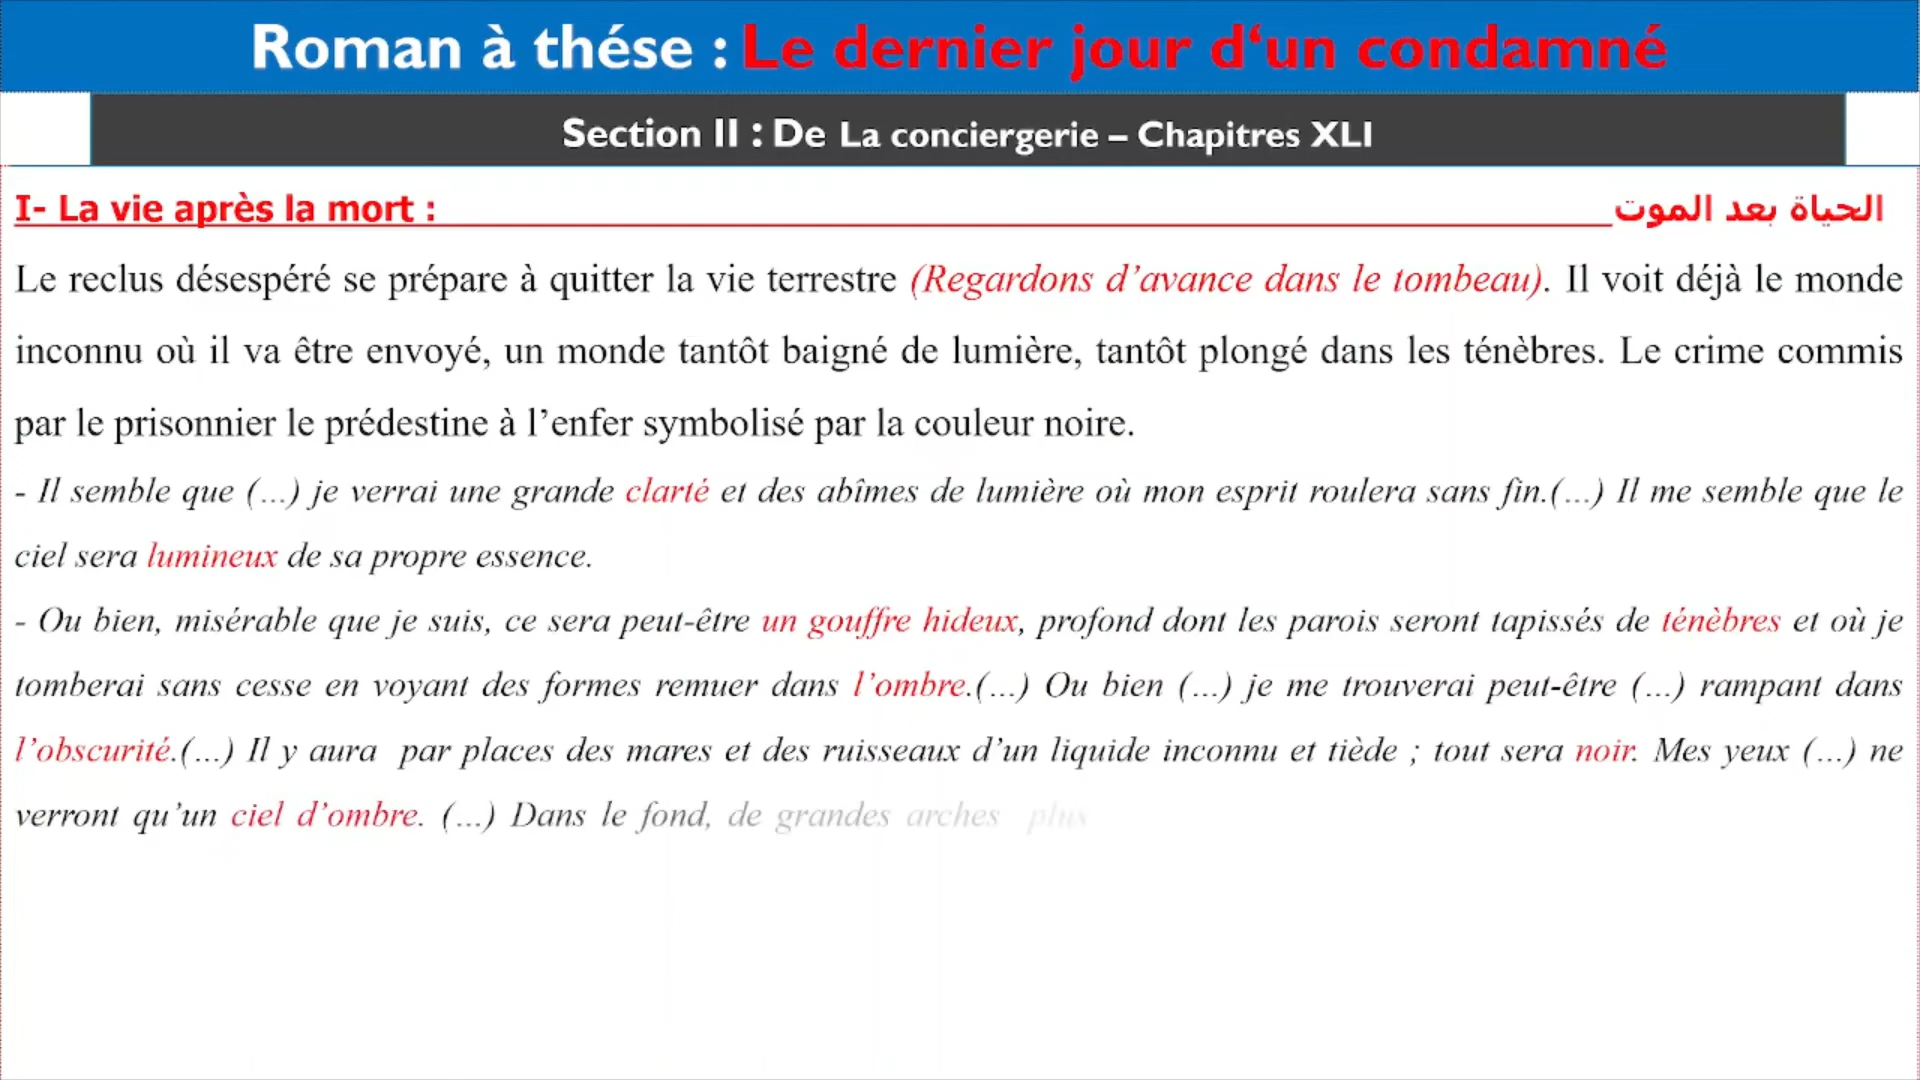 Roman à thése : Le dernier jour d‘un condamné
Section II : De La conciergerie – Chapitres XLI
I- La vie après la mort : الحياة بعد الموت
Le reclus désespéré se prépare à quitter la vie terrestre (Regardons d’avance dans le tombeau). Il voit déjà le monde
inconnu où il va être envoyé, un monde tantôt baigné de lumière, tantôt plongé dans les ténèbres. Le crime commis
par le prisonnier le prédestine à l’enfer symbolisé par la couleur noire.
- Il semble que (...) je verrai une grande clarté et des abîmes de lumière où mon esprit roulera sans fin.(...) Il me semble que le
ciel sera lumineux de sa propre essence.
- Ou bien, misérable que je suis, ce sera peut-être un gouffre hideux, profond dont les parois seront tapissés de ténèbres et où je
tomberai sans cesse en voyant des formes remuer dans l’ombre.(...) Ou bien (...) je me trouverai peut-être (...) rampant dans
l’obscurité.(...) Il y aura par places des mares et des ruisseaux d’un liquide inconnu et tiède ; tout sera noir. Mes yeux (...) ne
verront qu’un ciel d’ombre. (...) Dans le fond, de grandes arches plus